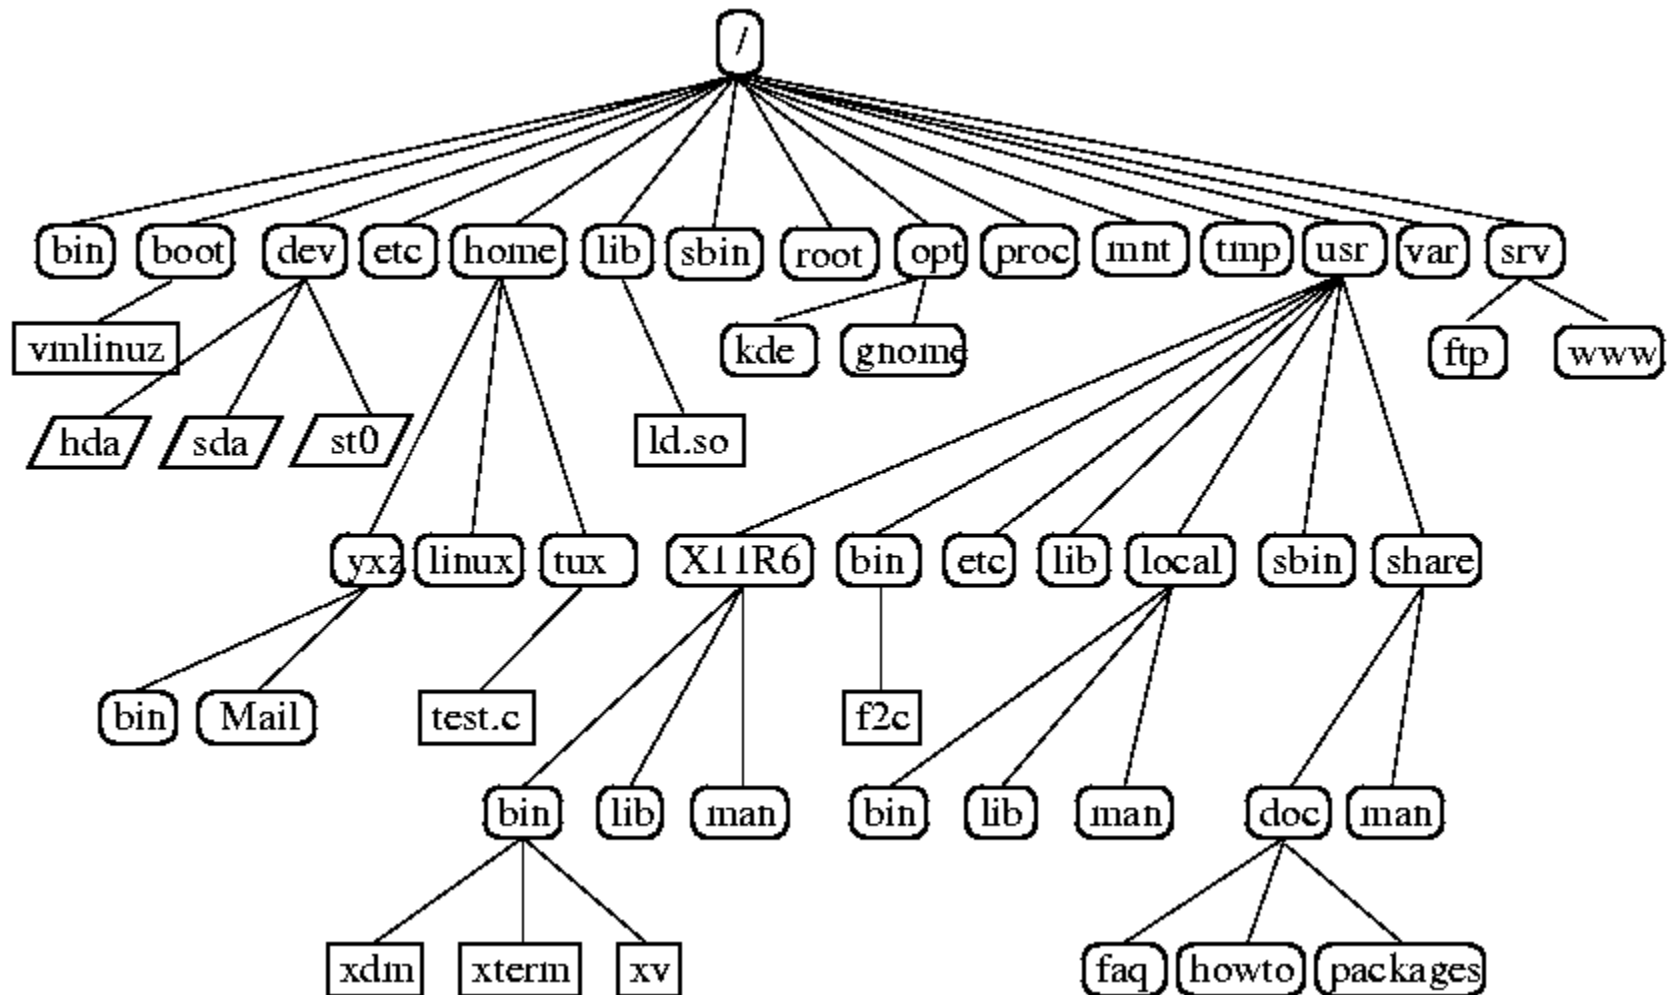 /
bin boot dev etc home lib sbin root opt proc mnt tmp usr var srv
vmlinuz kde gnome ftp www
hda sda st0 ld.so
yxz linux tux X11R6 bin etc lib local sbin share
bin Mail test.c f2c
bin lib man bin lib man doc man
xdm xterm xv faq howto packages